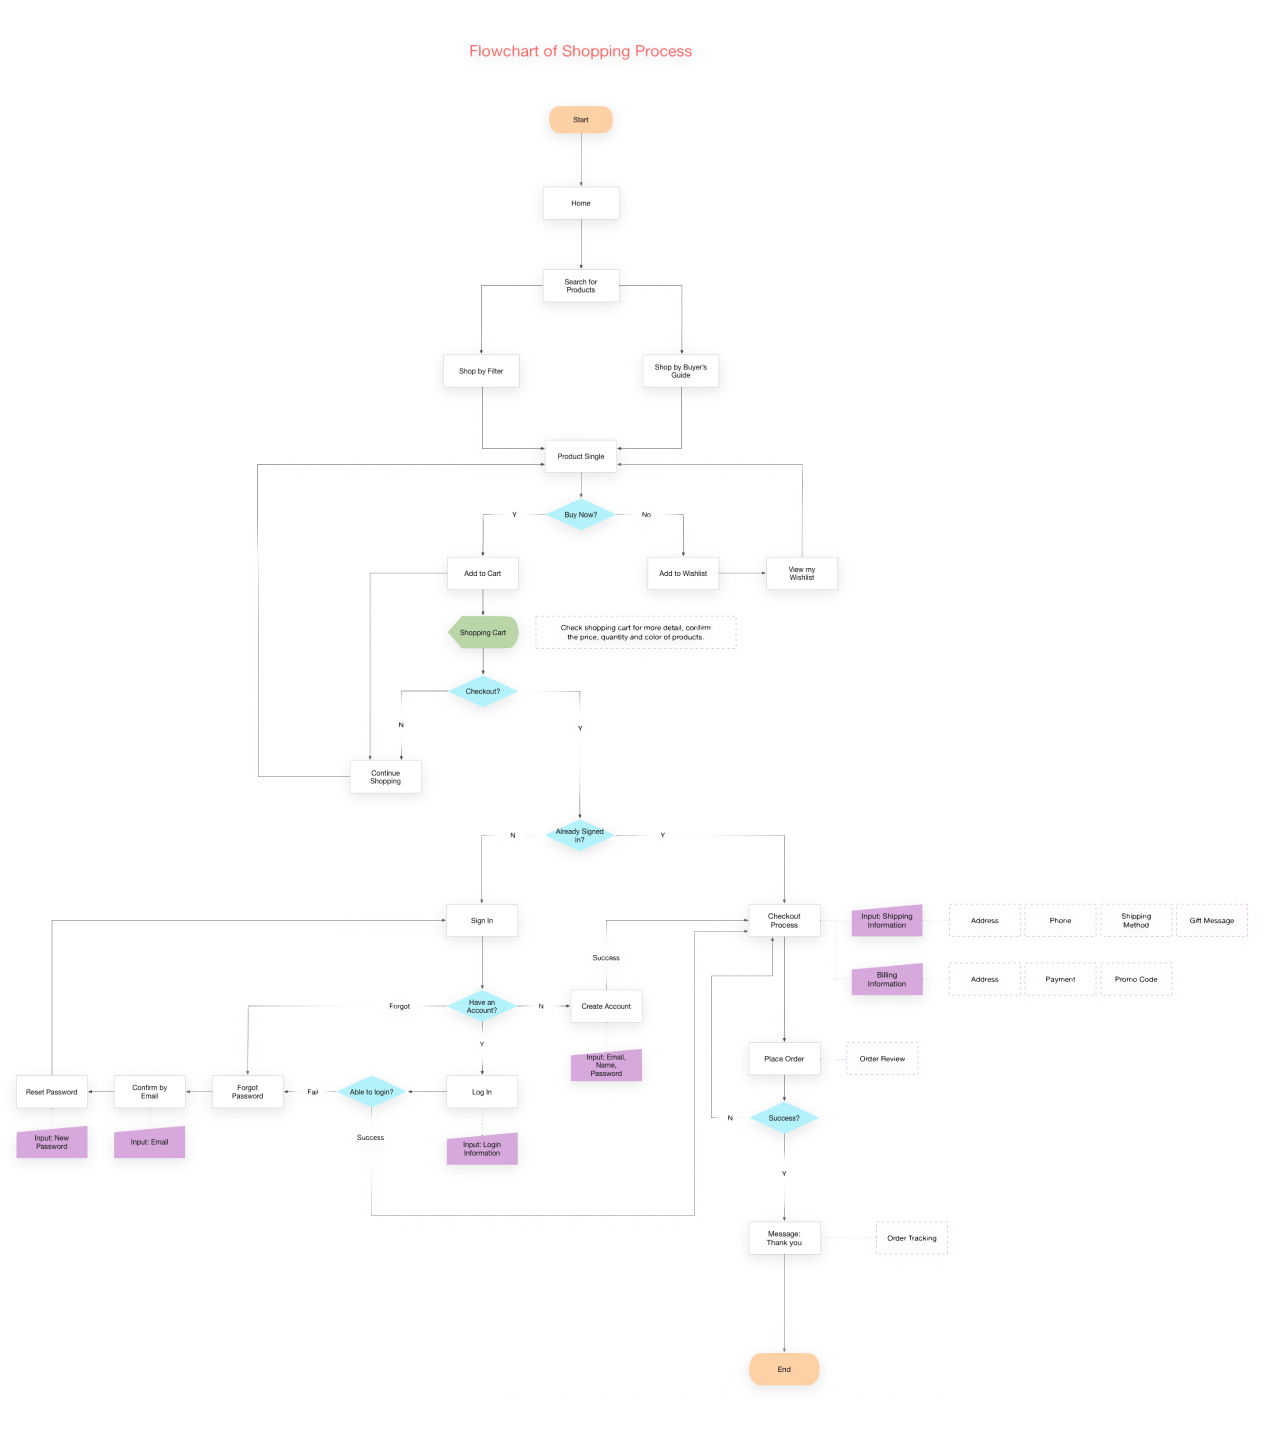 Flowchart of Shopping Process
Start
Home
Search for
Products
Shop by Filter
Shop by Buyer's
Guide
Product Single
Buy Now?
Y
No
Add to Cart
Add to Wishlist
View my
Wishlist
Shopping Cart
Check shopping cart for more detail, confirm
the price, quantity and color of products.
Checkout?
N
Y
Continue
Shopping
Already Signed
in?
N
Y
Sign In
Checkout
Process
Input: Shipping
Information
Address
Phone
Shipping
Method
Gift Message
Success
Billing
Information
Address
Payment
Promo Code
Forgot
Have an
Account?
N
Create Account
Y
Input: Email,
Name,
Password
Place Order
Order Review
Reset Password
Confirm by
Email
Forgot
Password
Fail
Able to login?
Log In
N
Success?
Input: New
Password
Input: Email
Success
Input: Login
Information
Y
Message:
Thank you
Order Tracking
End